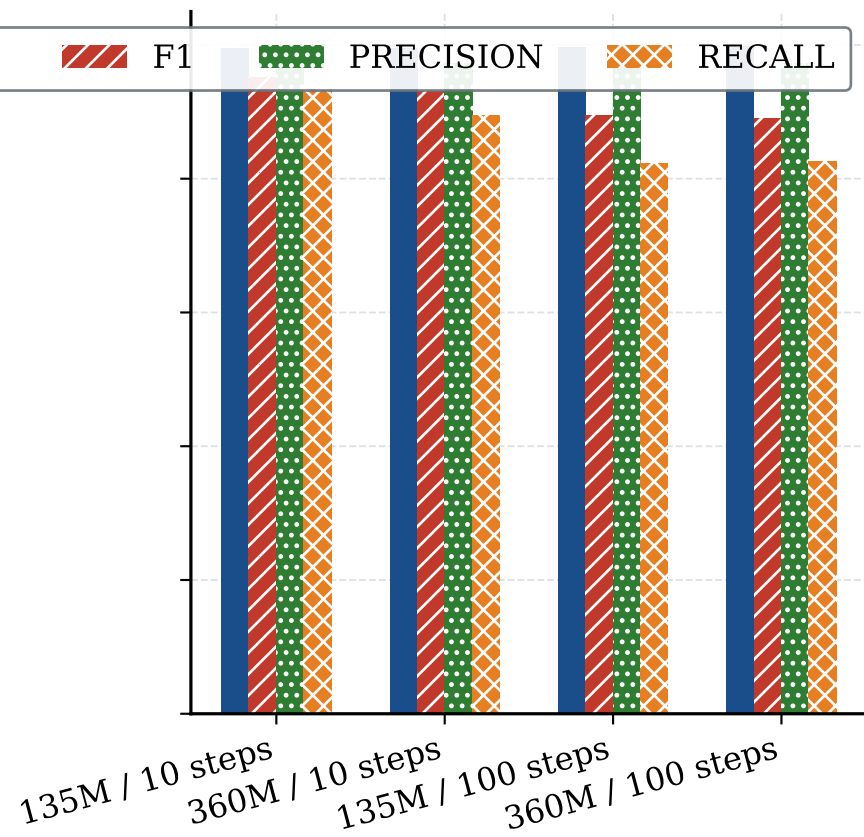 F1 PRECISION RECALL
135M / 10 steps
360M / 10 steps
135M / 100 steps
360M / 100 steps